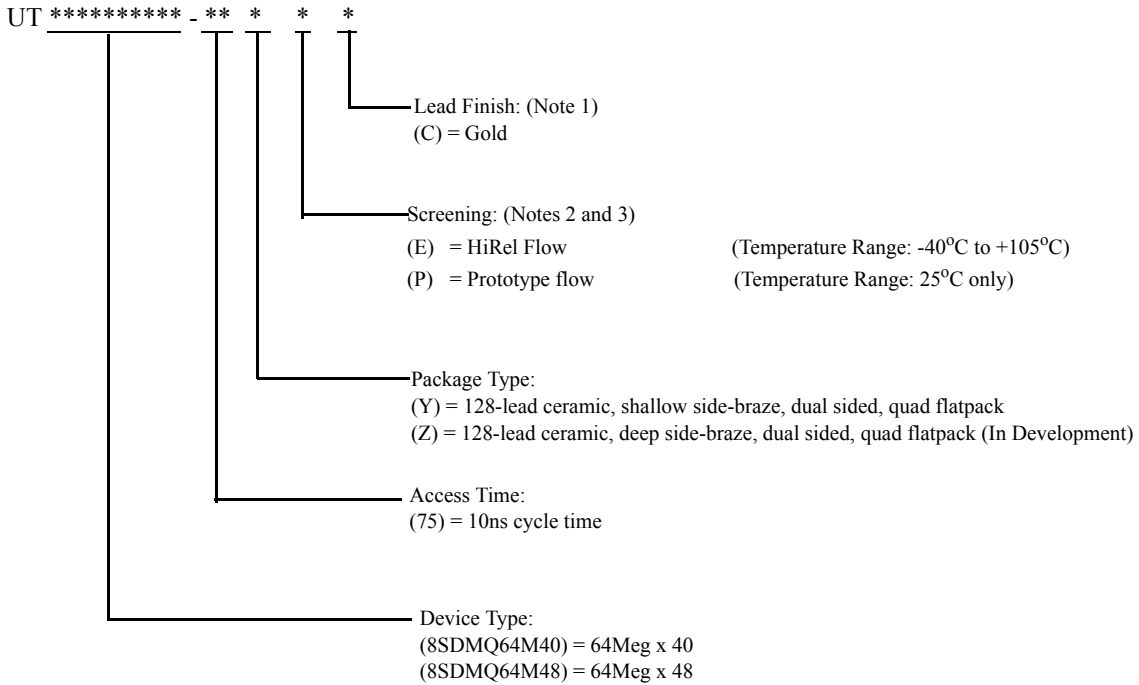 UT ********** - ** * * *
Lead Finish: (Note 1)
(C) = Gold
Screening: (Notes 2 and 3)
(E) = HiRel Flow (Temperature Range: -40°C to +105°C)
(P) = Prototype flow (Temperature Range: 25°C only)
Package Type:
(Y) = 128-lead ceramic, shallow side-braze, dual sided, quad flatpack
(Z) = 128-lead ceramic, deep side-braze, dual sided, quad flatpack (In Development)
Access Time:
(75) = 10ns cycle time
Device Type:
(8SDMQ64M40) = 64Meg x 40
(8SDMQ64M48) = 64Meg x 48